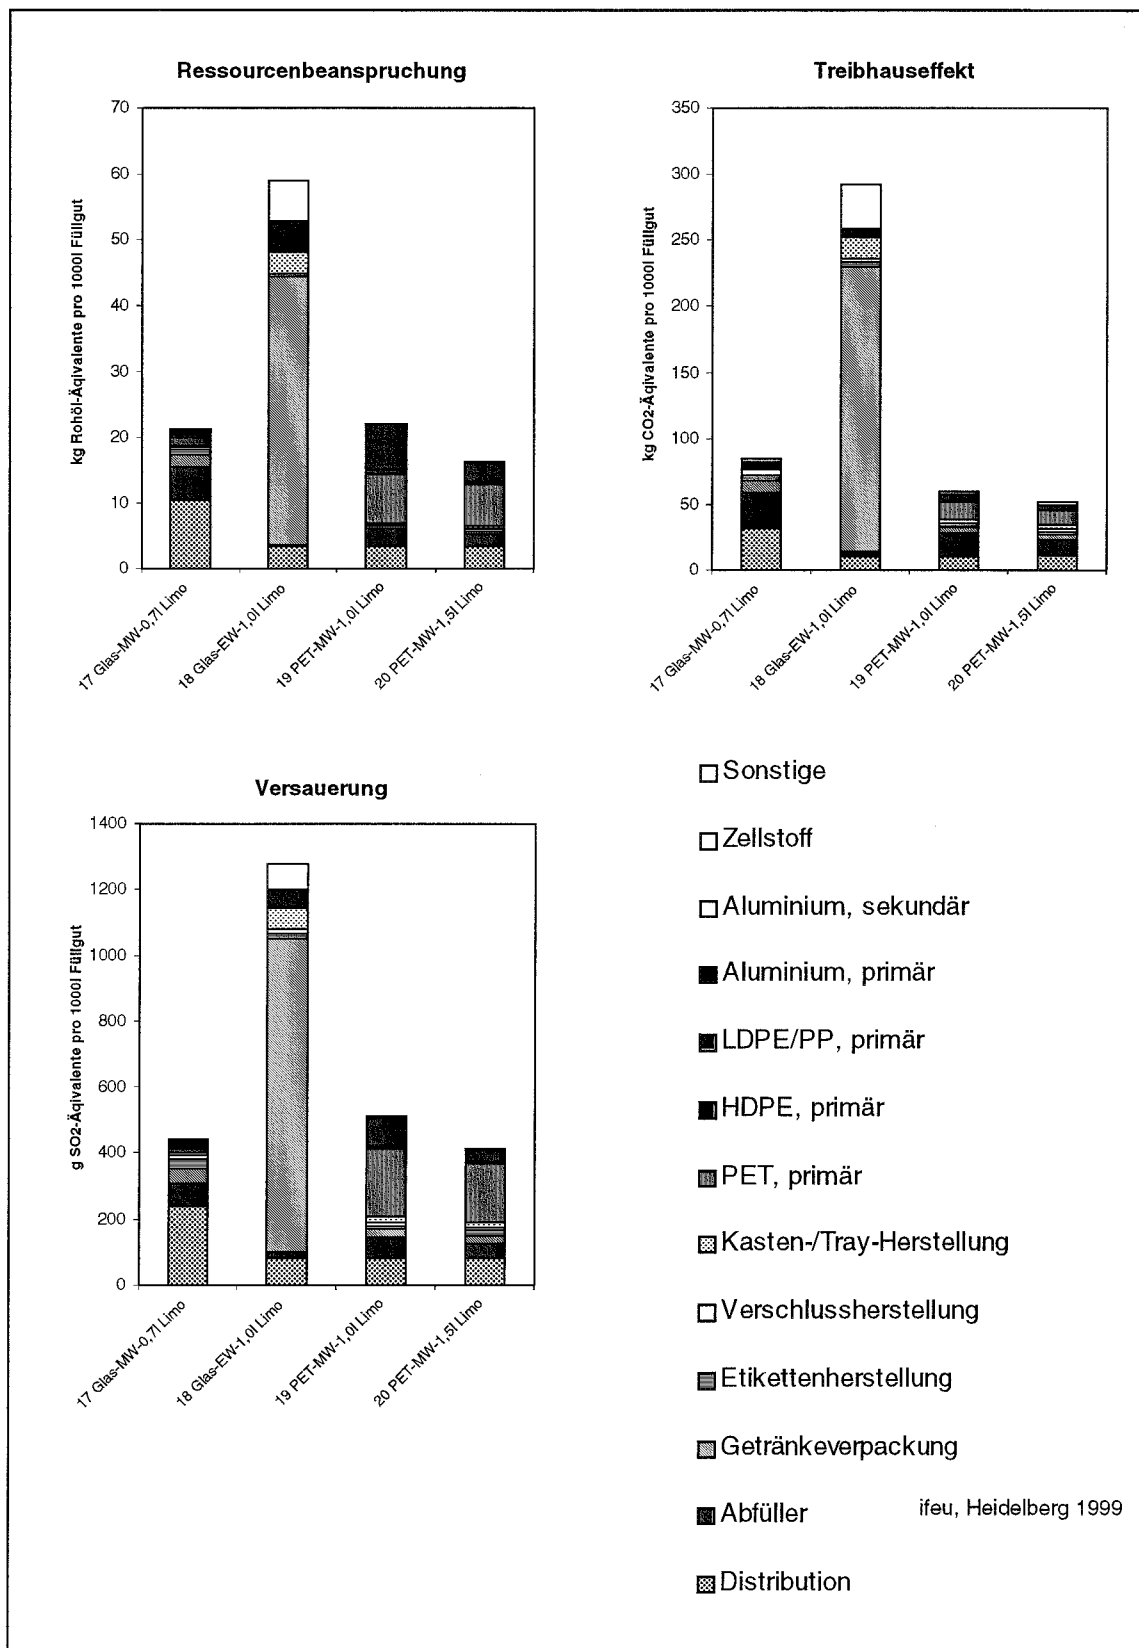 Ressourcenbeanspruchung
kg Rohöl-Äqivalente pro 1000l Füllgut
70
60
50
40
30
20
10
0
17 Glas-MW-0,7l Limo
18 Glas-EW-1,0l Limo
19 PET-MW-1,0l Limo
20 PET-MW-1,5l Limo
Treibhauseffekt
kg CO2-Äqivalente pro 1000l Füllgut
350
300
250
200
150
100
50
0
17 Glas-MW-0,7l Limo
18 Glas-EW-1,0l Limo
19 PET-MW-1,0l Limo
20 PET-MW-1,5l Limo
Versauerung
g SO2-Äqivalente pro 1000l Füllgut
1400
1200
1000
800
600
400
200
0
17 Glas-MW-0,7l Limo
18 Glas-EW-1,0l Limo
19 PET-MW-1,0l Limo
20 PET-MW-1,5l Limo
Sonstige
Zellstoff
Aluminium, sekundär
Aluminium, primär
LDPE/PP, primär
HDPE, primär
PET, primär
Kasten-/Tray-Herstellung
Verschlussherstellung
Etikettenherstellung
Getränkeverpackung
Abfüller
Distribution
ifeu, Heidelberg 1999